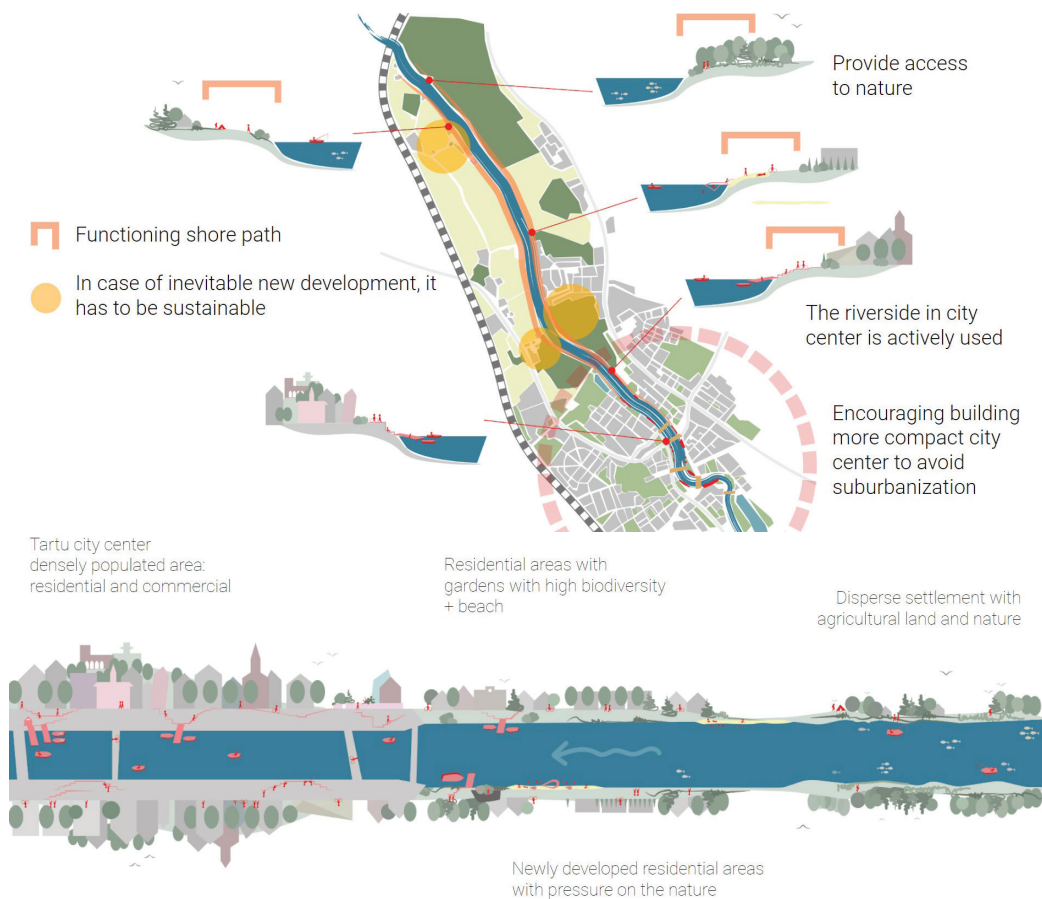 Provide access
to nature
Functioning shore path
In case of inevitable new development, it
has to be sustainable
The riverside in city
center is actively used
Encouraging building
more compact city
center to avoid
suburbanization
Tartu city center
densely populated area:
residential and commercial
Residential areas with
gardens with high biodiversity
+ beach
Disperse settlement with
agricultural land and nature
Newly developed residential areas
with pressure on the nature